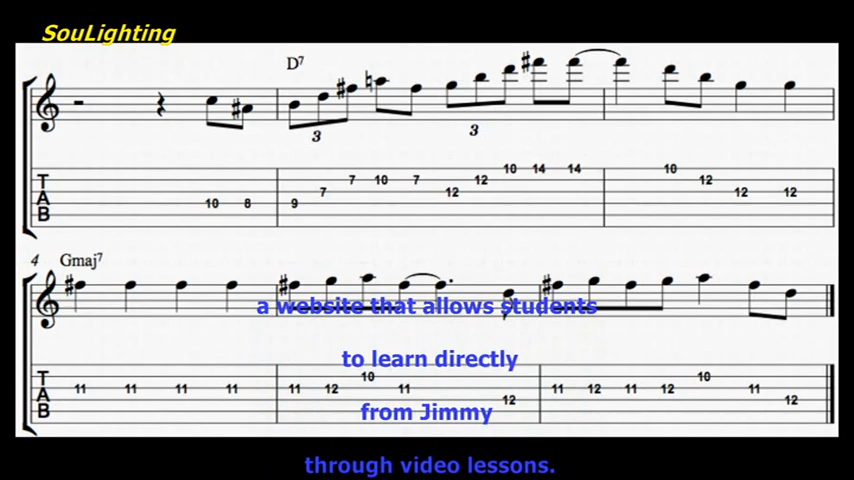 SouLighting
D7
3
3
10 8 9 7 7 10 7 12 12 10 14 14 10 12 12 12
4 Gmaj7
a website that allows students
11 11 11 11 11 12 10 11 12 11 12 11 12 10 11 12
to learn directly
from Jimmy
through video lessons.
T
A
B
T
A
B